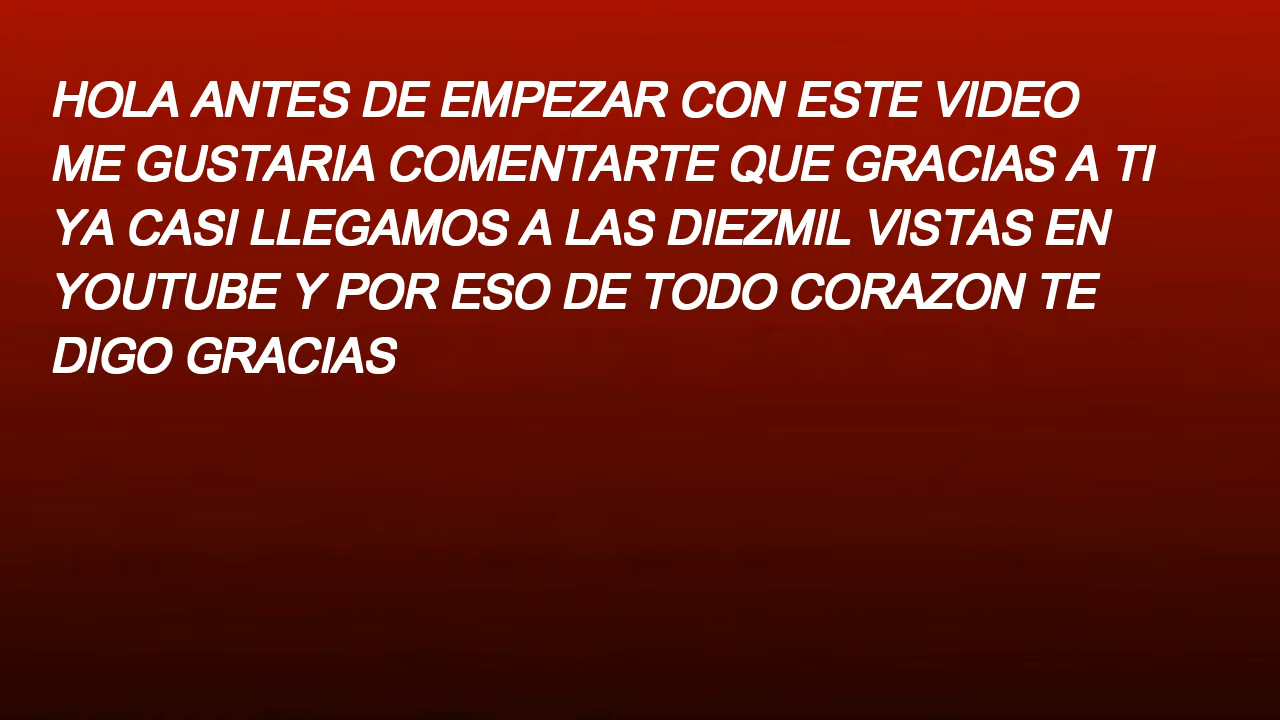 HOLA ANTES DE EMPEZAR CON ESTE VIDEO
ME GUSTARIA COMENTARTE QUE GRACIAS A TI
YA CASI LLEGAMOS A LAS DIEZMIL VISTAS EN
YOUTUBE Y POR ESO DE TODO CORAZON TE
DIGO GRACIAS